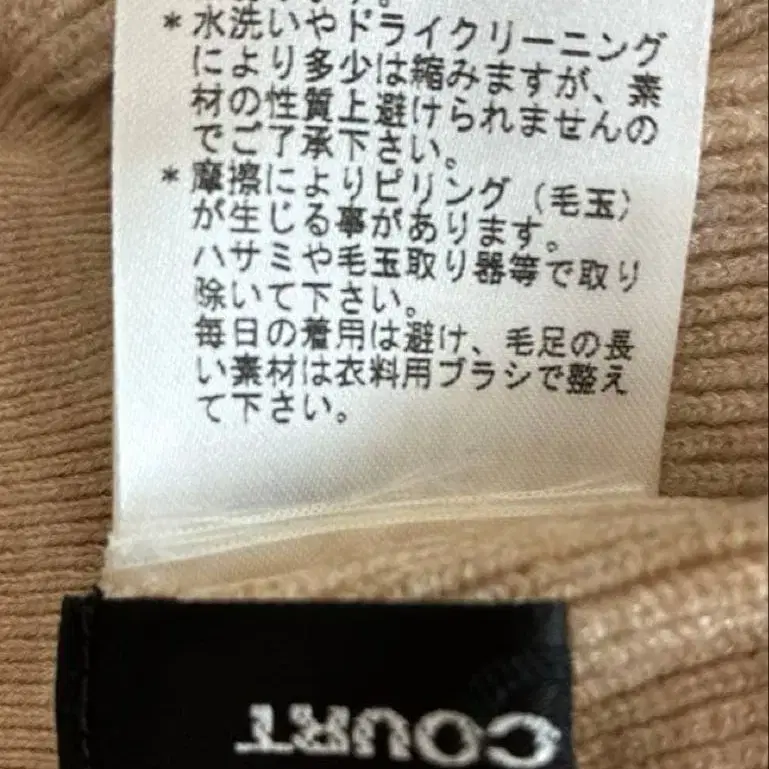 す。
*水洗いやドライクリーニング
により多少は縮みますが、素
材の性質上避けられませんの
でご了承下さい。
*摩擦によりピリング（毛玉）
が生じる事があります。
ハサミや毛玉取り器等で取り
除いて下さい。
毎日の着用は避け、毛足の長
い素材は衣料用ブラシで整え
て下さい。
COURT